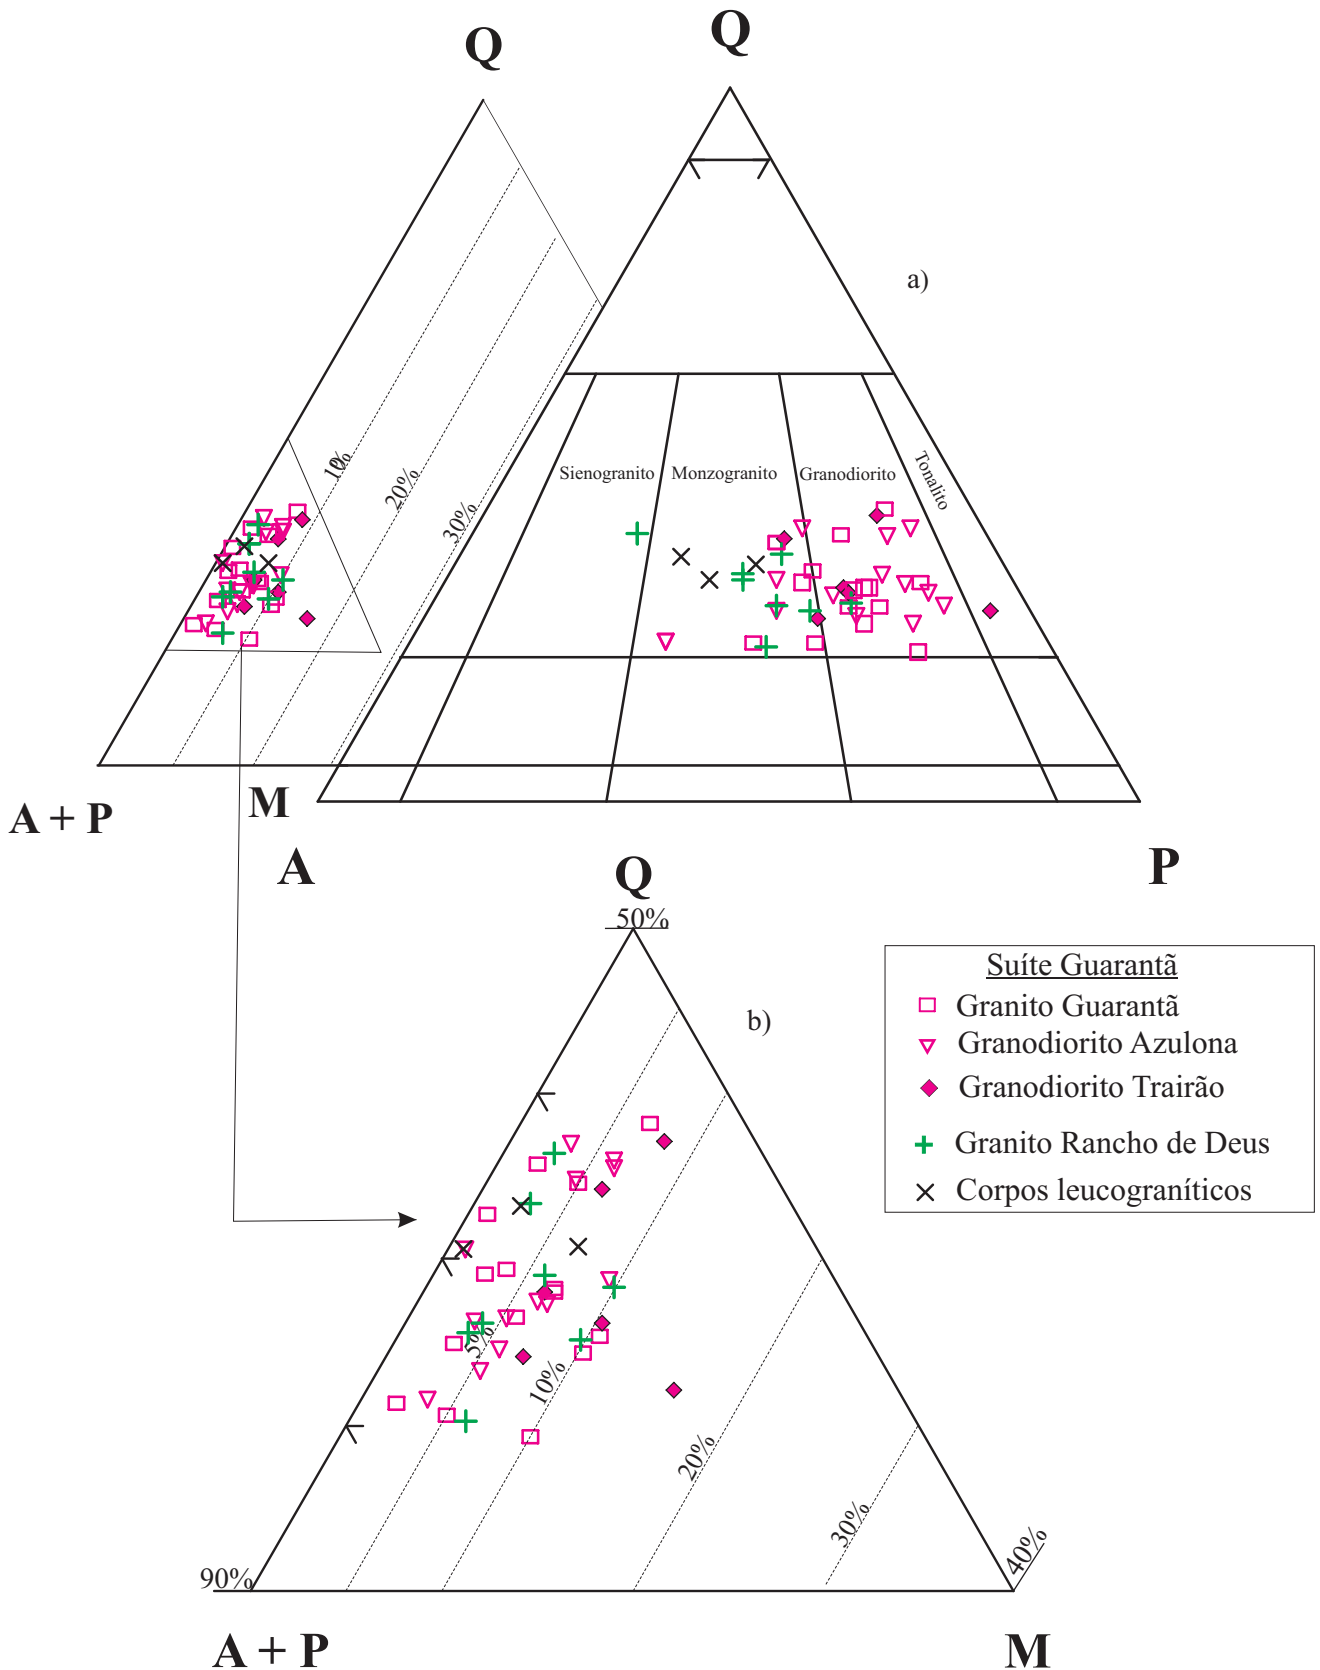 Q
Q
a)
10%
20%
30%
Sienogranito
Monzogranito
Granodiorito
Tonalito
A + P
M
A
P
Q
50%
b)
5%
10%
20%
30%
40%
90%
A + P
M
Suíte Guarantã
Granito Guarantã
Granodiorito Azulona
Granodiorito Trairão
Granito Rancho de Deus
Corpos leucograníticos